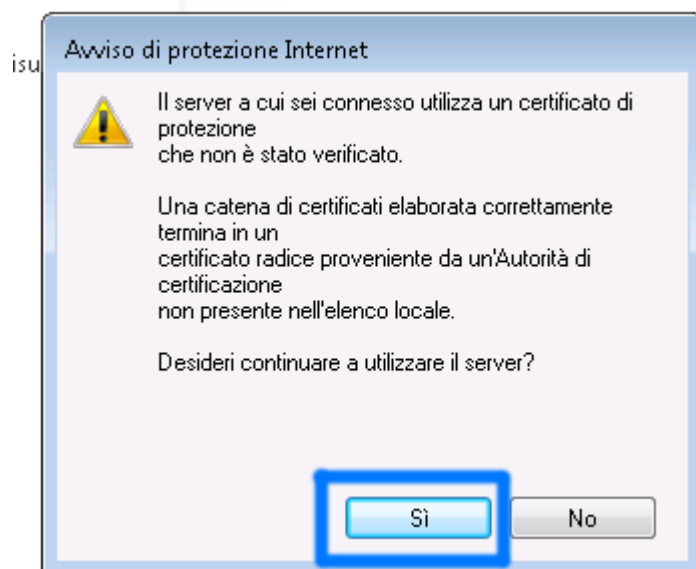 isu
Avviso di protezione Internet
Il server a cui sei connesso utilizza un certificato di
protezione
che non è stato verificato.
Una catena di certificati elaborata correttamente
termina in un
certificato radice proveniente da un'Autorità di
certificazione
non presente nell'elenco locale.
Desideri continuare a utilizzare il server?
Sì
No